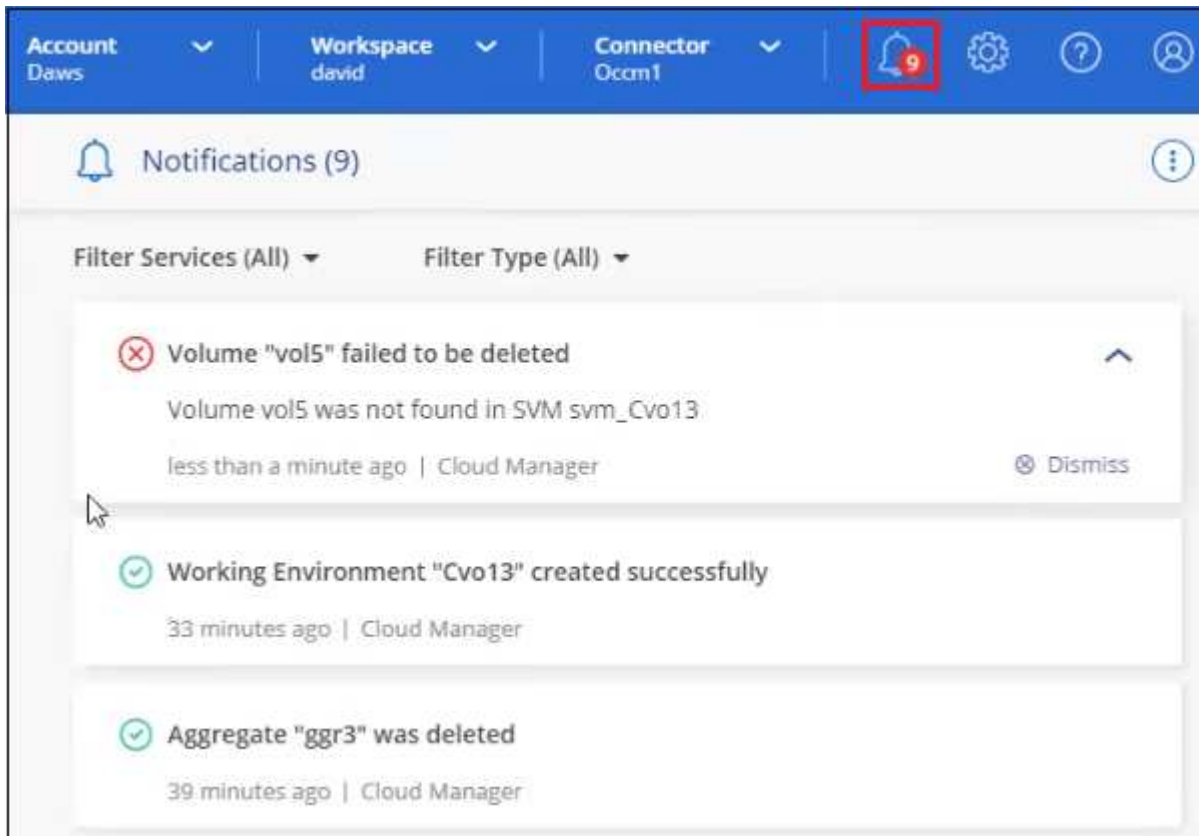 Account Workspace Connector
Daws david Occm1
9
Notifications (9)
Filter Services (All) Filter Type (All)
Volume "vol5" failed to be deleted
Volume vol5 was not found in SVM svm_Cvo13
less than a minute ago | Cloud Manager Dismiss
Working Environment "Cvo13" created successfully
33 minutes ago | Cloud Manager
Aggregate "ggr3" was deleted
39 minutes ago | Cloud Manager